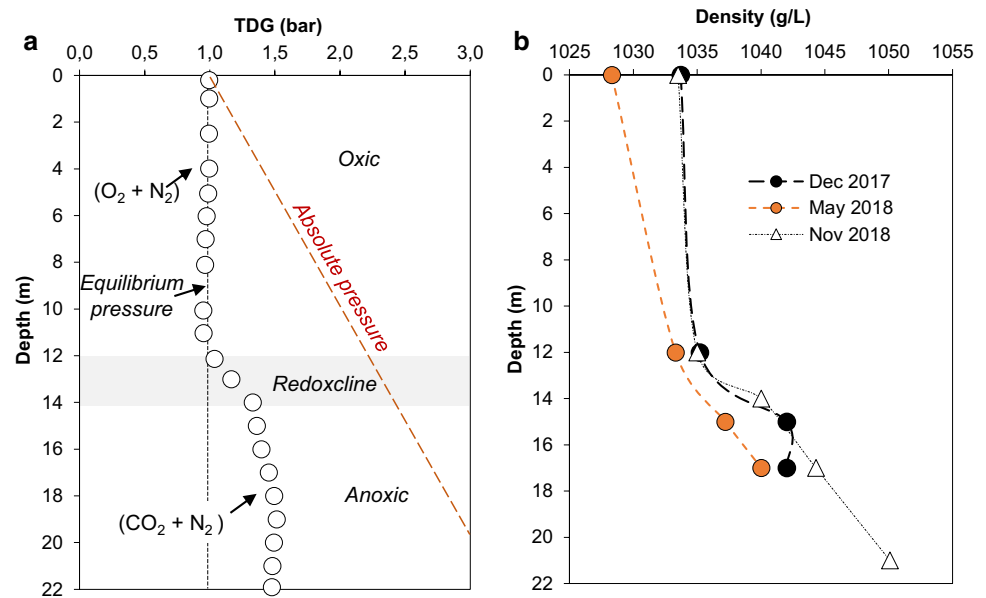 a
TDG (bar)
0,0 0,5 1,0 1,5 2,0 2,5 3,0
Depth (m)
0
2
4
6
8
10
12
14
16
18
20
22
Oxic
(O₂ + N₂)
Absolute pressure
Equilibrium
pressure
Redoxcline
Anoxic
(CO₂ + N₂ )
b
Density (g/L)
1025 1030 1035 1040 1045 1050 1055
Depth (m)
0
2
4
6
8
10
12
14
16
18
20
22
Dec 2017
May 2018
Nov 2018